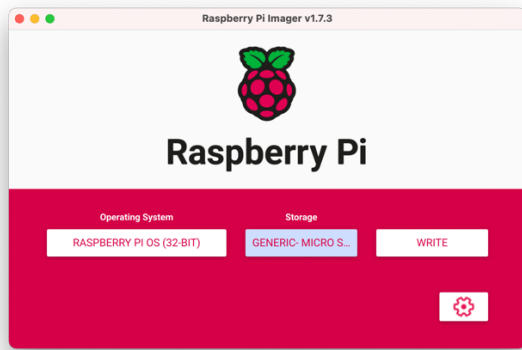 Raspberry Pi Imager v1.7.3
Raspberry Pi
Operating System
Storage
RASPBERRY PI OS (32-BIT)
GENERIC- MICRO S...
WRITE